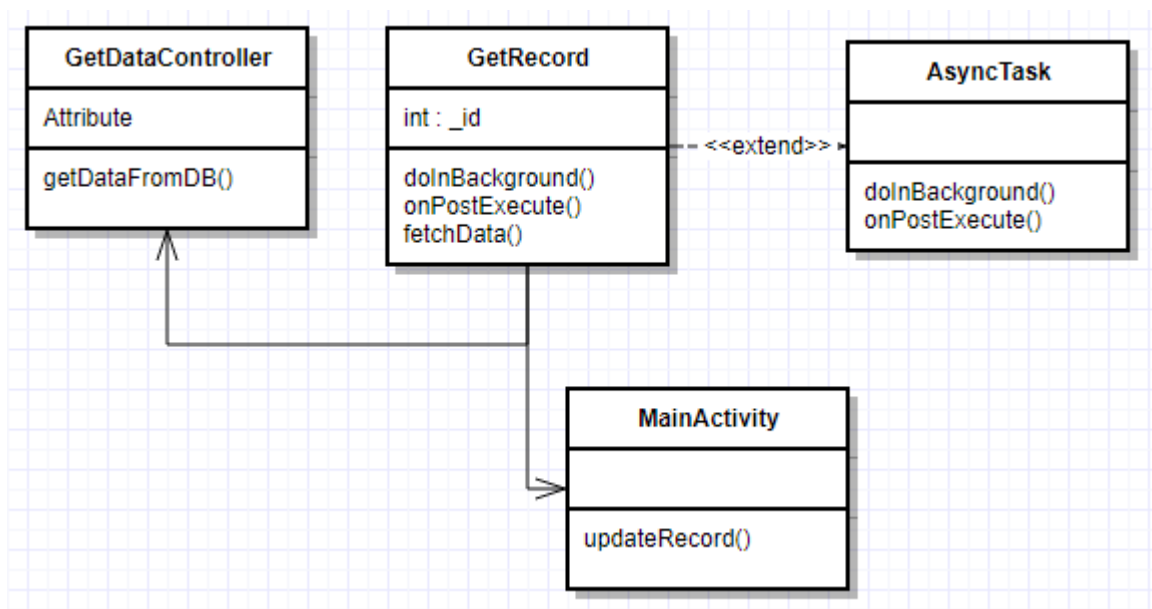 GetDataController
Attribute
getDataFromDB()
GetRecord
int : _id
doInBackground()
onPostExecute()
fetchData()
<<extend>>
AsyncTask
doInBackground()
onPostExecute()
MainActivity
updateRecord()